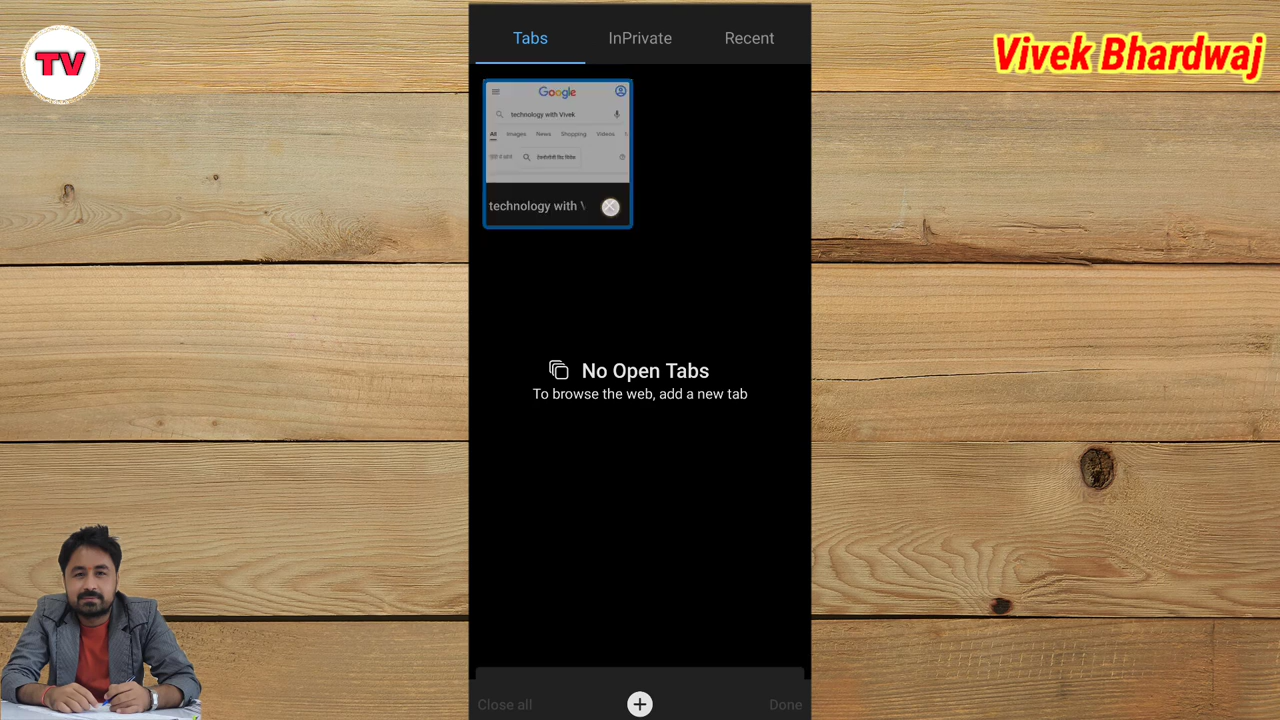 TV
Vivek Bhardwaj
Tabs InPrivate Recent
Google
technology with Vivek
All Images News Shopping Videos
टेक्नोलॉजी विद विवेक
technology with
No Open Tabs
To browse the web, add a new tab
Close all Done